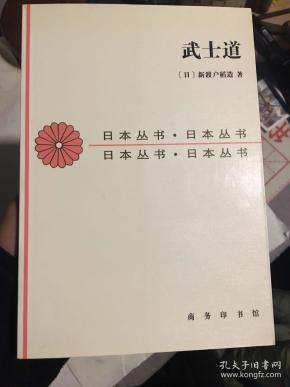 武士道
〔日〕新渡户稻造 著
日本丛书·日本丛书
日本丛书·日本丛书
商务印书馆
孔夫子旧书网